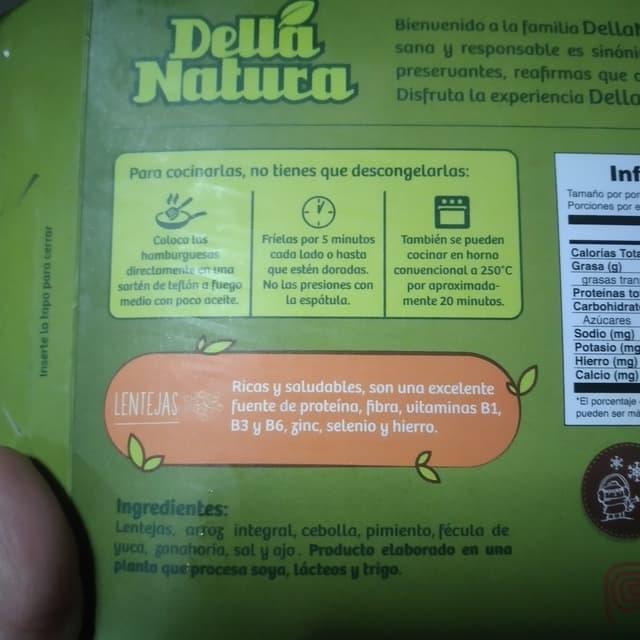 Della
Natura
Bienvenido a la familia
sana y responsable es
preservantes, reafirmas que
Disfruta la experiencia Della
Para cocinarlas, no tienes que descongelarlas:
Coloca las
hamburguesas
directamente en una
sartén de teflón a fuego
medio con poco aceite.
Fríelas por 5 minutos
cada lado o hasta
que estén doradas.
No las presiones con
la espátula.
También se pueden
cocinar en horno
convencional a 250°C
por aproximada-
mente 20 minutos.
Inserte la tapa para cerrar
LENTEJAS
Ricas y saludables, son una excelente
fuente de proteína, fibra, vitaminas B1,
B3 y B6, zinc, selenio y hierro.
Ingredientes:
Lentejas, arroz integral, cebolla, pimiento, fécula de
yuca, zanahoria, sal y ajo. Producto elaborado en una
planta que procesa soya, lácteos y trigo.
Inf
Tamaño por por
Porciones por e
Calorías Tota
Grasa (g)
grasas tran
Proteínas to
Carbohidrat
Azúcares
Sodio (mg)
Potasio (mg
Hierro (mg)
Calcio (mg)
*El porcentaje
pueden ser má